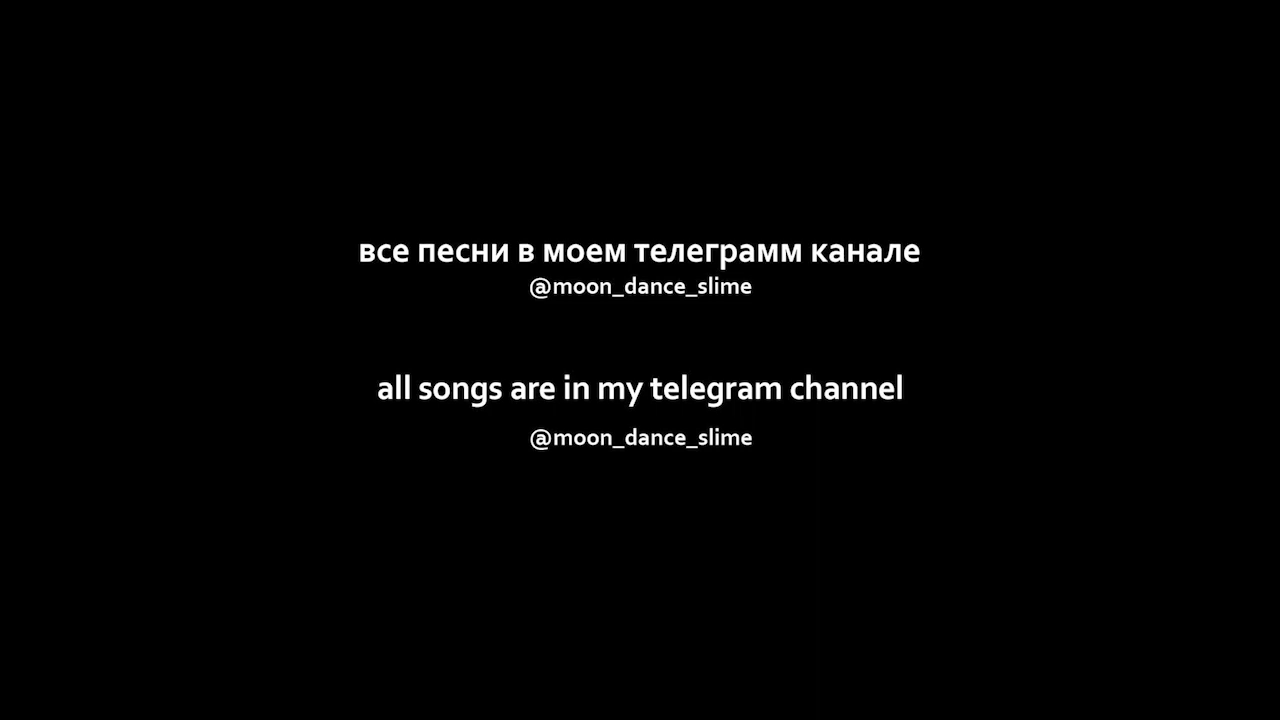 все песни в моем телеграмм канале
@moon_dance_slime
all songs are in my telegram channel
@moon_dance_slime